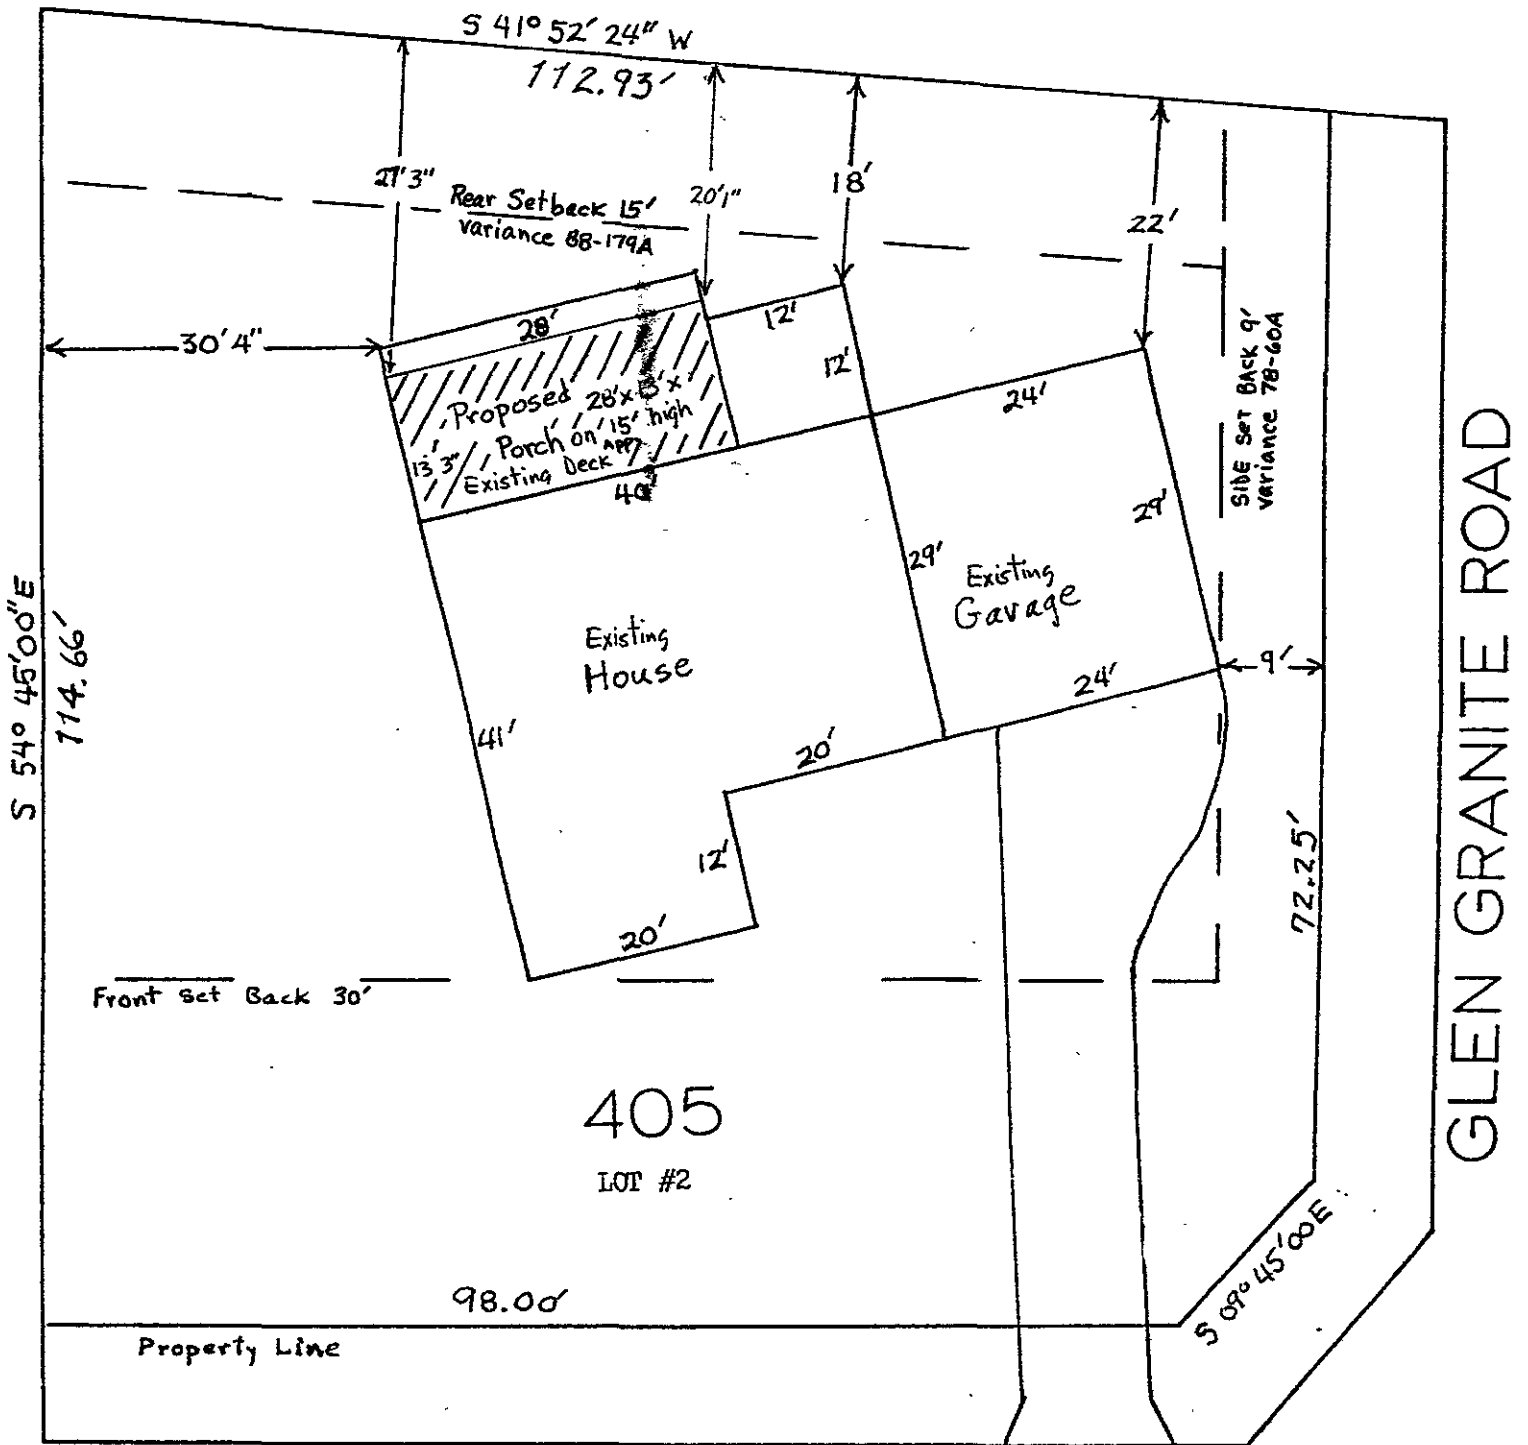 S 41° 52' 24" W
112.93'
27'3"
Rear Setback 15'
variance 88-179A
20'1"
18'
22'
30'4"
28'
12'
12'
Proposed 28'x
x
Porch on 15' high
App
Existing Deck
13'3"
40'
24'
29'
29'
SIDE SET BACK 9'
variance 78-60A
Existing
Garage
Existing
House
41'
20'
24'
9'
12'
20'
S 54° 45'00"E
114.66'
72.25'
GLEN GRANITE ROAD
Front Set Back 30'
405
LOT #2
98.00'
Property Line
S 09° 45'00E